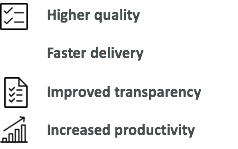 Higher quality
Faster delivery
Improved transparency
Increased productivity